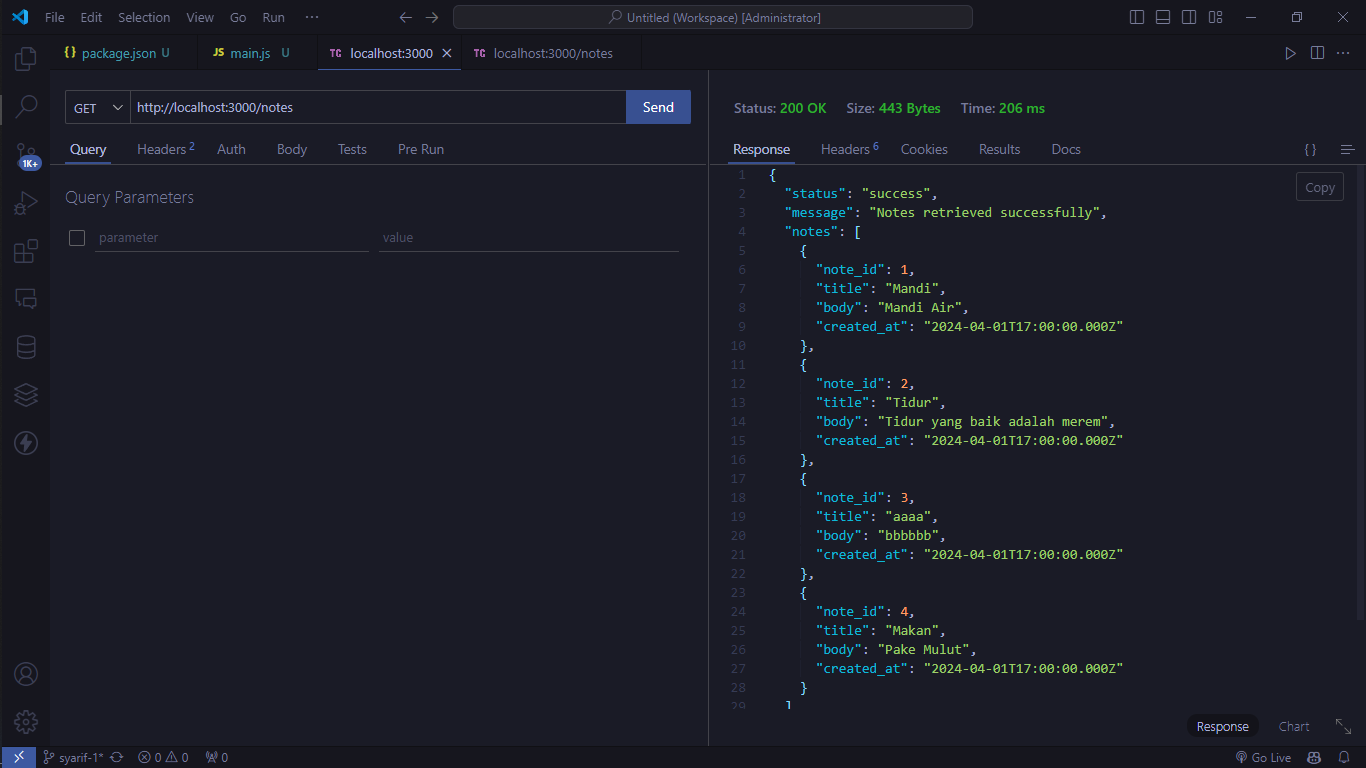 File Edit Selection View Go Run ··· Untitled (Workspace) [Administrator]
{} package.json U JS main.js U TC localhost:3000 TC localhost:3000/notes
GET http://localhost:3000/notes Send
Query Headers 2 Auth Body Tests Pre Run
Query Parameters
parameter value
1K+
Status: 200 OK Size: 443 Bytes Time: 206 ms
Response Headers 6 Cookies Results Docs { }
Copy
1 {
2 "status": "success",
3 "message": "Notes retrieved successfully",
4 "notes": [
5 {
6 "note_id": 1,
7 "title": "Mandi",
8 "body": "Mandi Air",
9 "created_at": "2024-04-01T17:00:00.000Z"
10 },
11 {
12 "note_id": 2,
13 "title": "Tidur",
14 "body": "Tidur yang baik adalah merem",
15 "created_at": "2024-04-01T17:00:00.000Z"
16 },
17 {
18 "note_id": 3,
19 "title": "aaaa",
20 "body": "bbbbbb",
21 "created_at": "2024-04-01T17:00:00.000Z"
22 },
23 {
24 "note_id": 4,
25 "title": "Makan",
26 "body": "Pake Mulut",
27 "created_at": "2024-04-01T17:00:00.000Z"
28 }
29 ]
Response Chart
syarif-1* 0 0 0 Go Live